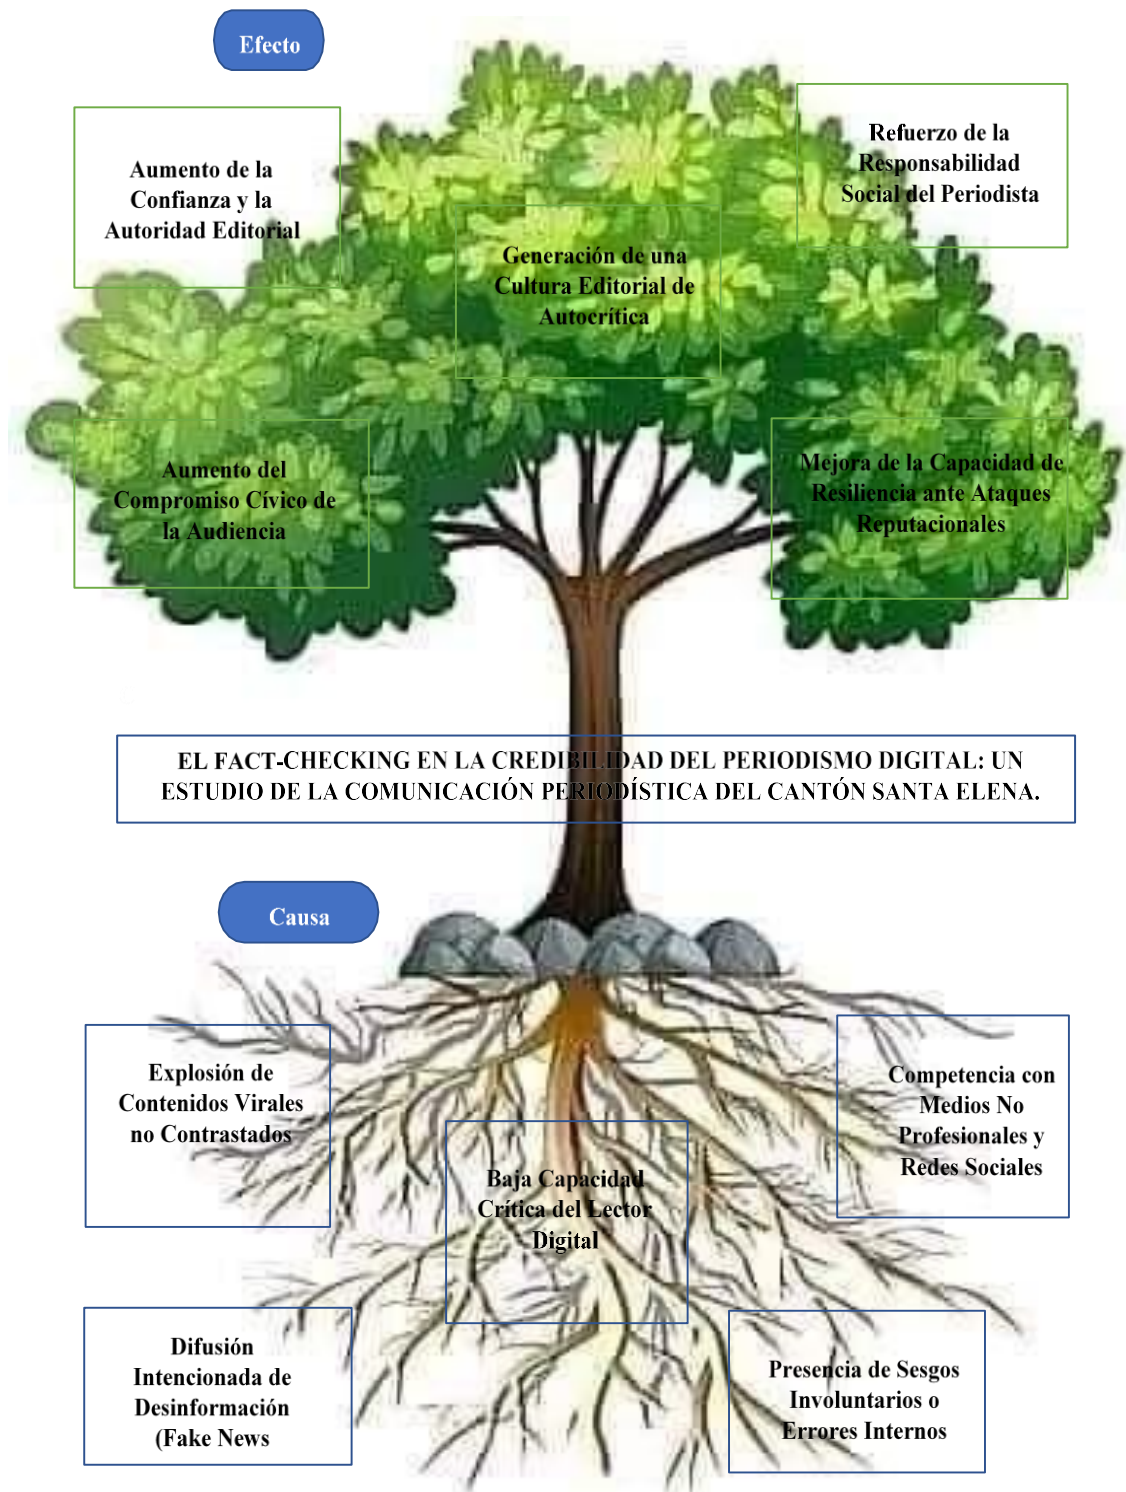 Efecto
Aumento de la
Confianza y la
Autoridad Editorial
Refuerzo de la
Responsabilidad
Social del Periodista
Generación de una
Cultura Editorial de
Autocrítica
Aumento del
Compromiso Cívico de
la Audiencia
Mejora de la Capacidad de
Resiliencia ante Ataques
Reputacionales
EL FACT-CHECKING EN LA CREDIBILIDAD DEL PERIODISMO DIGITAL: UN
ESTUDIO DE LA COMUNICACIÓN PERIODÍSTICA DEL CANTÓN SANTA ELENA.
Causa
Explosión de
Contenidos Virales
no Contrastados
Competencia con
Medios No
Profesionales y
Redes Sociales
Baja Capacidad
Crítica del Lector
Digital
Difusión
Intencionada de
Desinformación
(Fake News
Presencia de Sesgos
Involuntarios o
Errores Internos